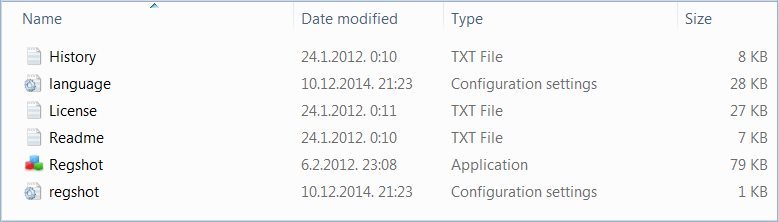 Name Date modified Type Size
History 24.1.2012. 0:10 TXT File 8 KB
language 10.12.2014. 21:23 Configuration settings 28 KB
License 24.1.2012. 0:11 TXT File 27 KB
Readme 24.1.2012. 0:10 TXT File 7 KB
Regshot 6.2.2012. 23:08 Application 79 KB
regshot 10.12.2014. 21:23 Configuration settings 1 KB